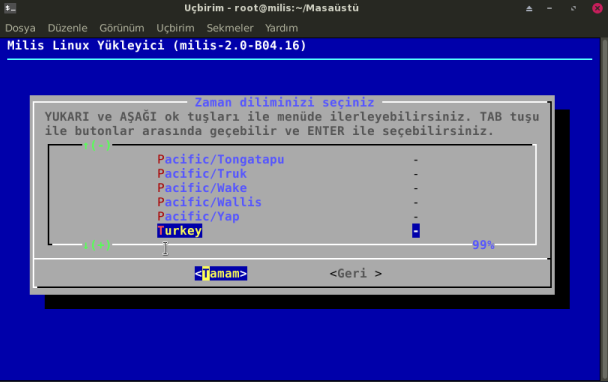 Uçbirim - root@milis:~/Masaüstü
Dosya Düzenle Görünüm Uçbirim Sekmeler Yardım
Milis Linux Yükleyici (milis-2.0-B04.16)
Zaman diliminizi seçiniz
YUKARI ve AŞAĞI ok tuşları ile menüde ilerleyebilirsiniz. TAB tuşu
ile butonlar arasında geçebilir ve ENTER ile seçebilirsiniz.
↑(-)
Pacific/Tongatapu -
Pacific/Truk -
Pacific/Wake -
Pacific/Wallis -
Pacific/Yap -
Turkey -
↓(+) 99%
<Tamam> <Geri >